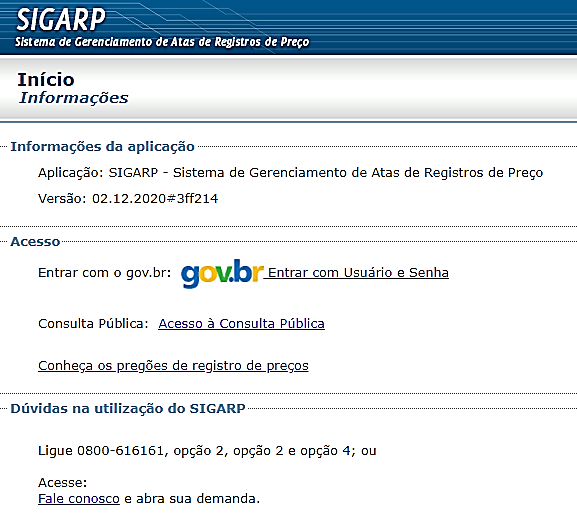 SIGARP
Sistema de Gerenciamento de Atas de Registros de Preço
Início
Informações
Informações da aplicação
Aplicação: SIGARP - Sistema de Gerenciamento de Atas de Registros de Preço
Versão: 02.12.2020#3ff214
Acesso
Entrar com o gov.br: gov.br Entrar com Usuário e Senha
Consulta Pública: Acesso à Consulta Pública
Conheça os pregões de registro de preços
Dúvidas na utilização do SIGARP
Ligue 0800-616161, opção 2, opção 2 e opção 4; ou
Acesse:
Fale conosco e abra sua demanda.